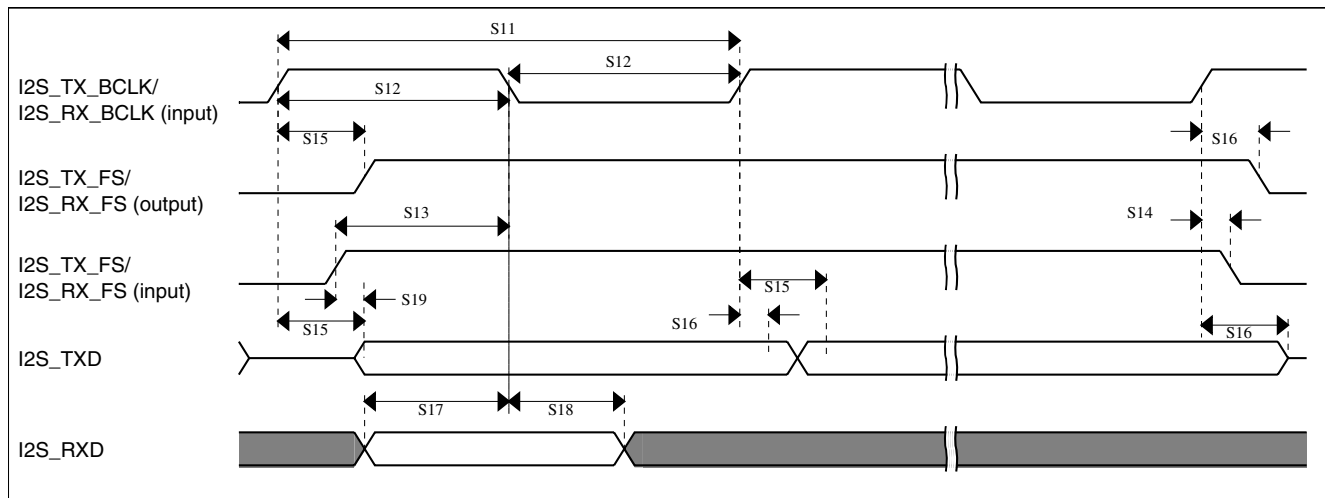 S11
I2S_TX_BCLK/
I2S_RX_BCLK (input)
S12
S12
S15
S16
I2S_TX_FS/
I2S_RX_FS (output)
S13
S14
I2S_TX_FS/
I2S_RX_FS (input)
S15
S19
S16
S15
S16
I2S_TXD
S17
S18
I2S_RXD